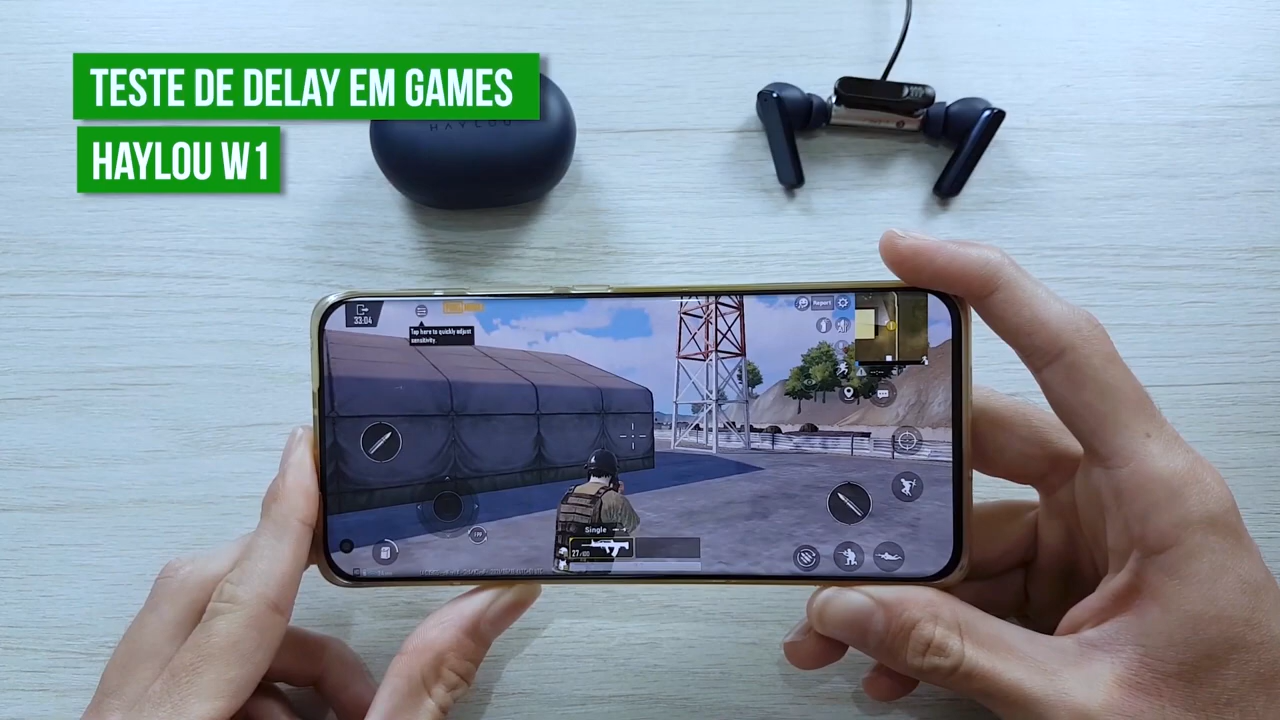 TESTE DE DELAY EM GAMES
HAYLOU
HAYLOU W1
33:04
Report
Tap here to quickly adjust
sensitivity.
Single
27